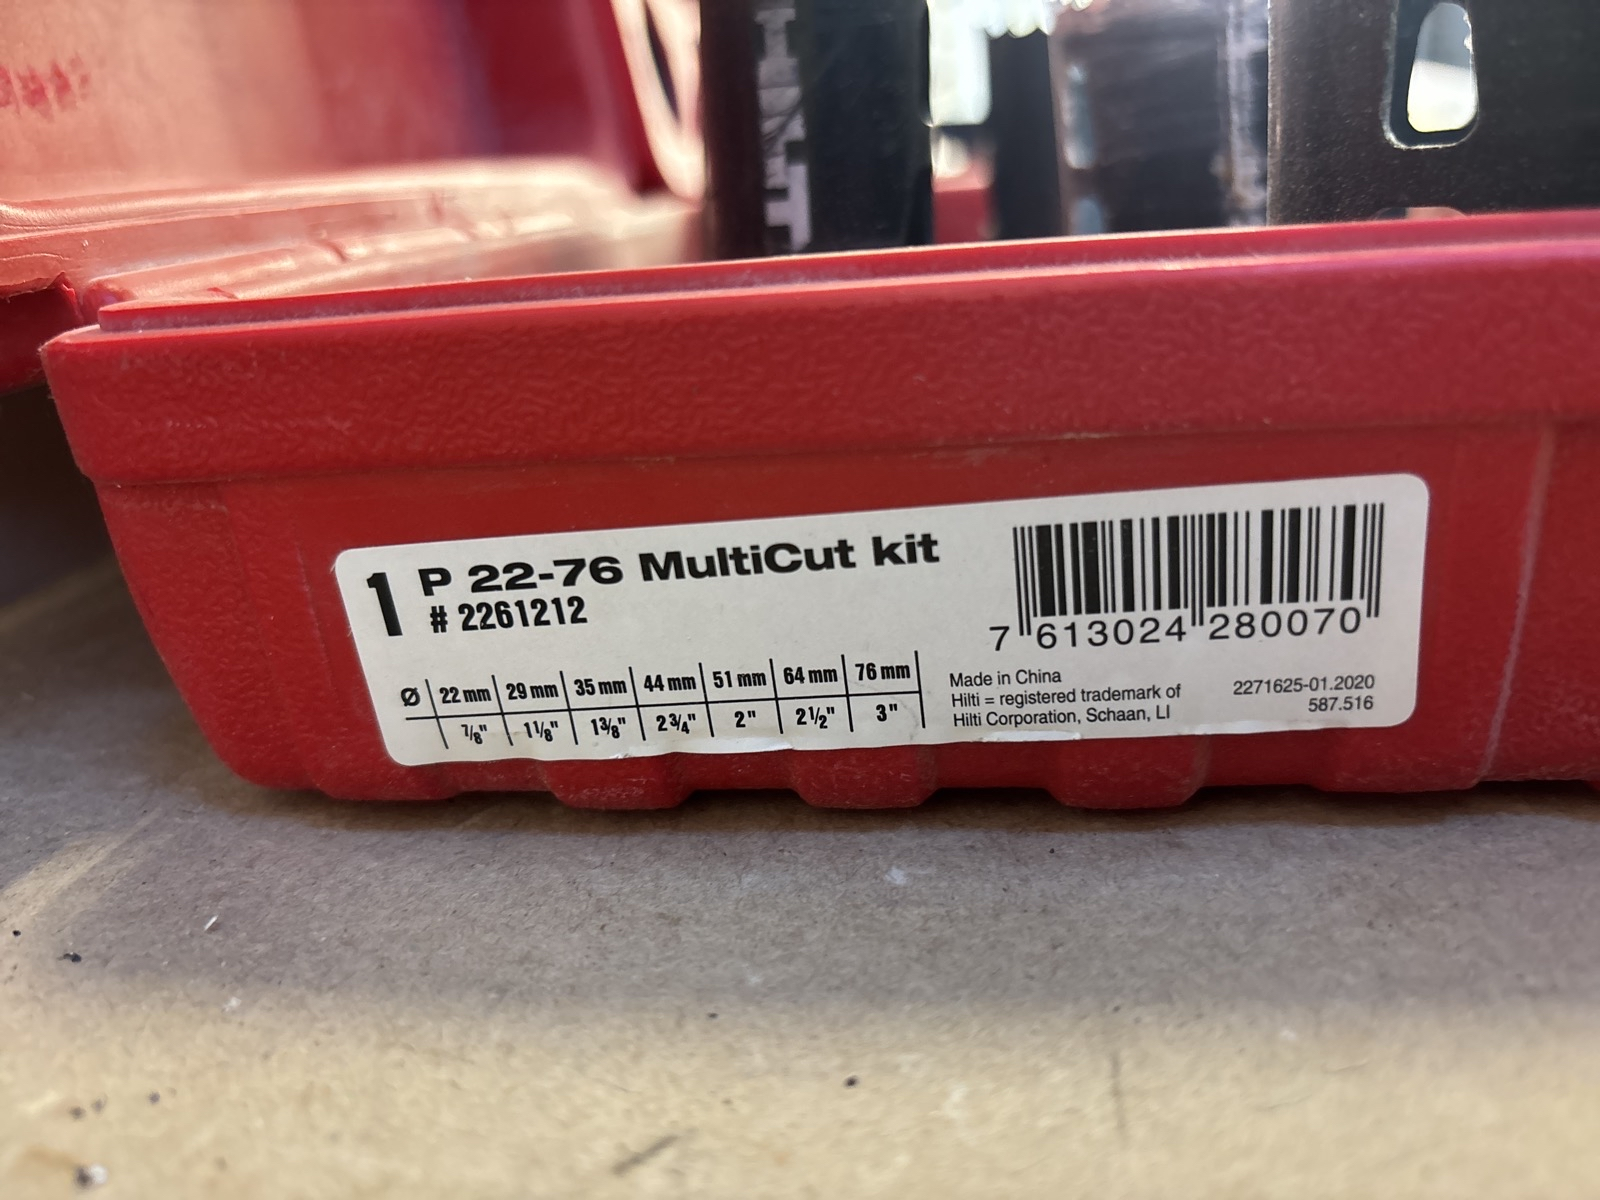 1 P 22-76 MultiCut kit
# 2261212
Ø 22 mm 29 mm 35 mm 44 mm 51 mm 64 mm 76 mm
7/8" 1 1/8" 1 3/8" 2 3/4" 2" 2 1/2" 3"
7 613024 280070
Made in China
Hilti = registered trademark of
Hilti Corporation, Schaan, LI
2271625-01.2020
587.516